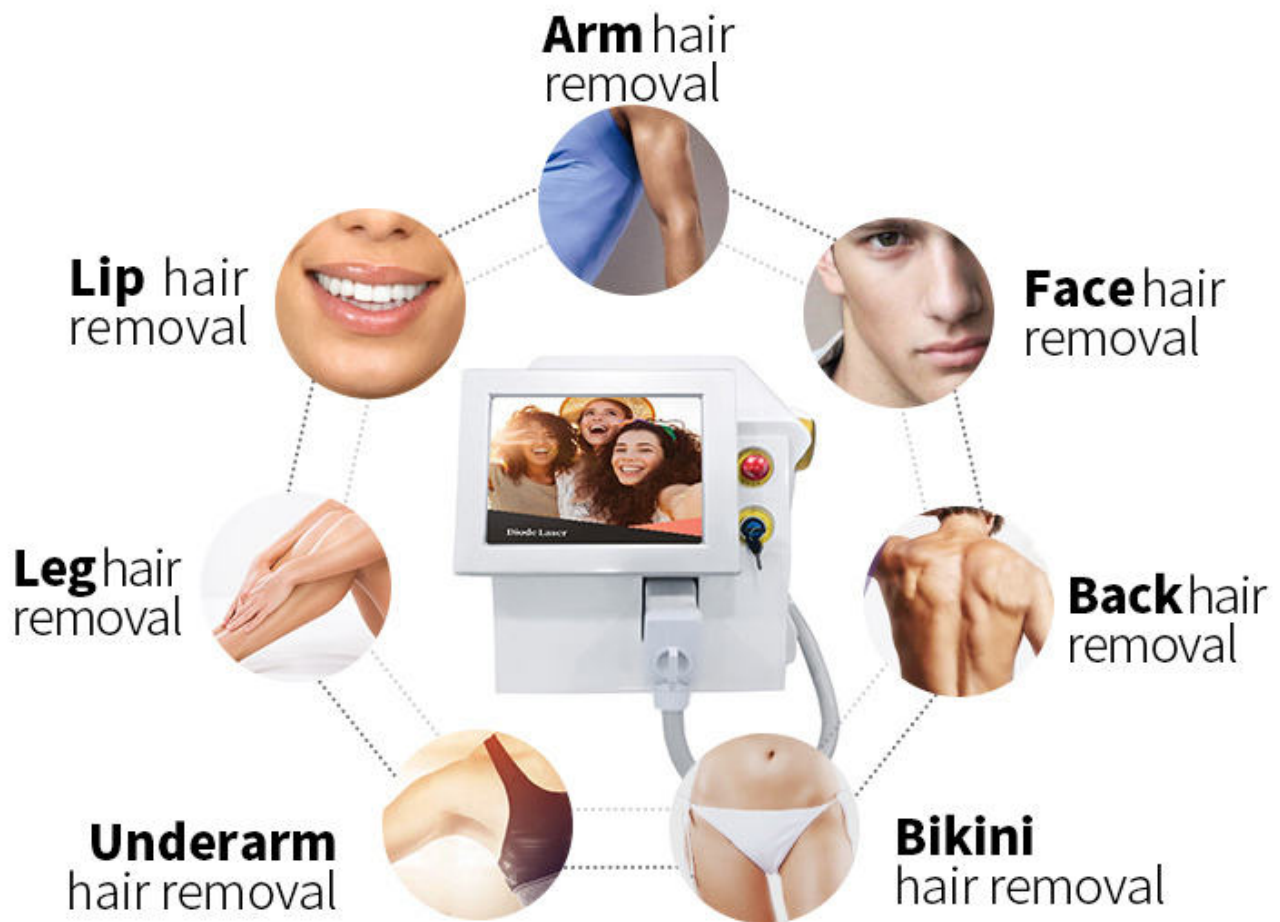 Arm hair
removal
Lip hair
removal
Face hair
removal
Diode Laser
Leg hair
removal
Back hair
removal
Underarm
hair removal
Bikini
hair removal